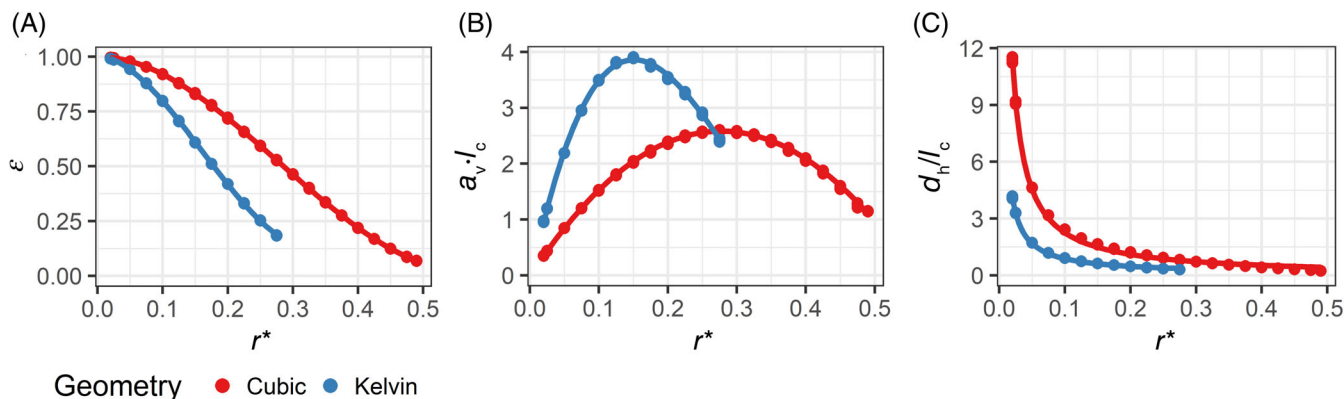 (A)
1.00
0.75
0.50
0.25
0.00
ε
0.0 0.1 0.2 0.3 0.4 0.5
r*
(B)
4
3
2
1
0
a_v·l_c
0.0 0.1 0.2 0.3 0.4 0.5
r*
(C)
12
9
6
3
0
d_h/l_c
0.0 0.1 0.2 0.3 0.4 0.5
r*
Geometry Cubic Kelvin